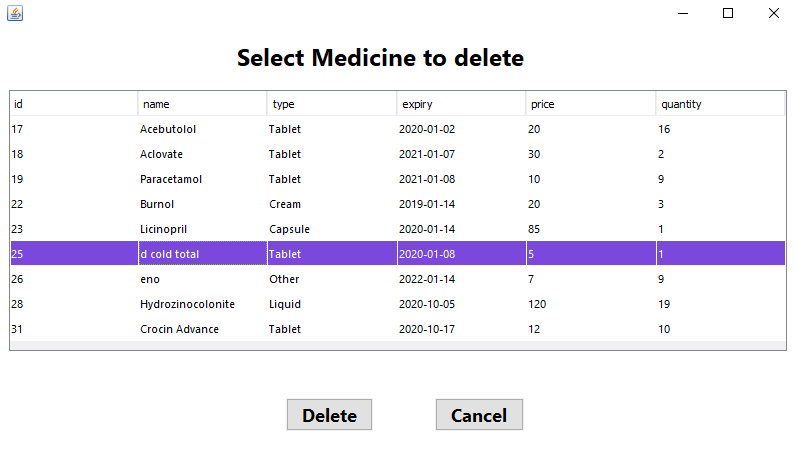 Select Medicine to delete
id name type expiry price quantity
17 Acebutolol Tablet 2020-01-02 20 16
18 Aclovate Tablet 2021-01-07 30 2
19 Paracetamol Tablet 2021-01-08 10 9
22 Burnol Cream 2019-01-14 20 3
23 Licinopril Capsule 2020-01-14 85 1
25 d cold total Tablet 2020-01-08 5 1
26 eno Other 2022-01-14 7 9
28 Hydrozinocolonite Liquid 2020-10-05 120 19
31 Crocin Advance Tablet 2020-10-17 12 10
Delete Cancel